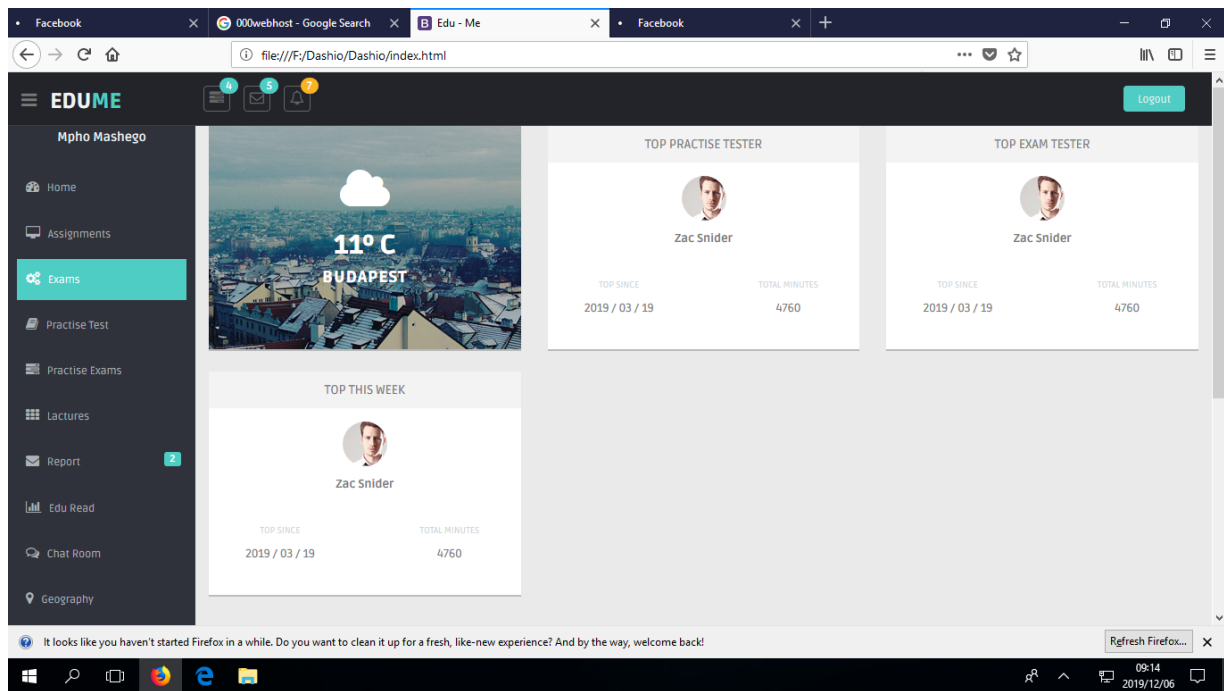 Facebook
000webhost - Google Search
B Edu - Me
Facebook
file:///F:/Dashio/Dashio/index.html
EDUME
4
5
7
Logout
Mpho Mashego
Home
Assignments
Exams
Practise Test
Practise Exams
Lactures
Report 2
Edu Read
Chat Room
Geography
11º C
BUDAPEST
TOP PRACTISE TESTER
Zac Snider
TOP SINCE TOTAL MINUTES
2019 / 03 / 19 4760
TOP EXAM TESTER
Zac Snider
TOP SINCE TOTAL MINUTES
2019 / 03 / 19 4760
TOP THIS WEEK
Zac Snider
TOP SINCE TOTAL MINUTES
2019 / 03 / 19 4760
It looks like you haven't started Firefox in a while. Do you want to clean it up for a fresh, like-new experience? And by the way, welcome back!
Refresh Firefox...
09:14
2019/12/06